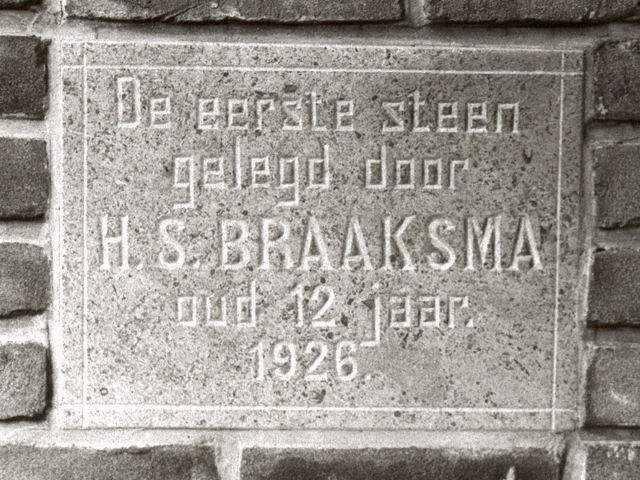 De eerste steen
gelegd door
H. S. BRAAKSMA
oud 12 jaar.
1926.